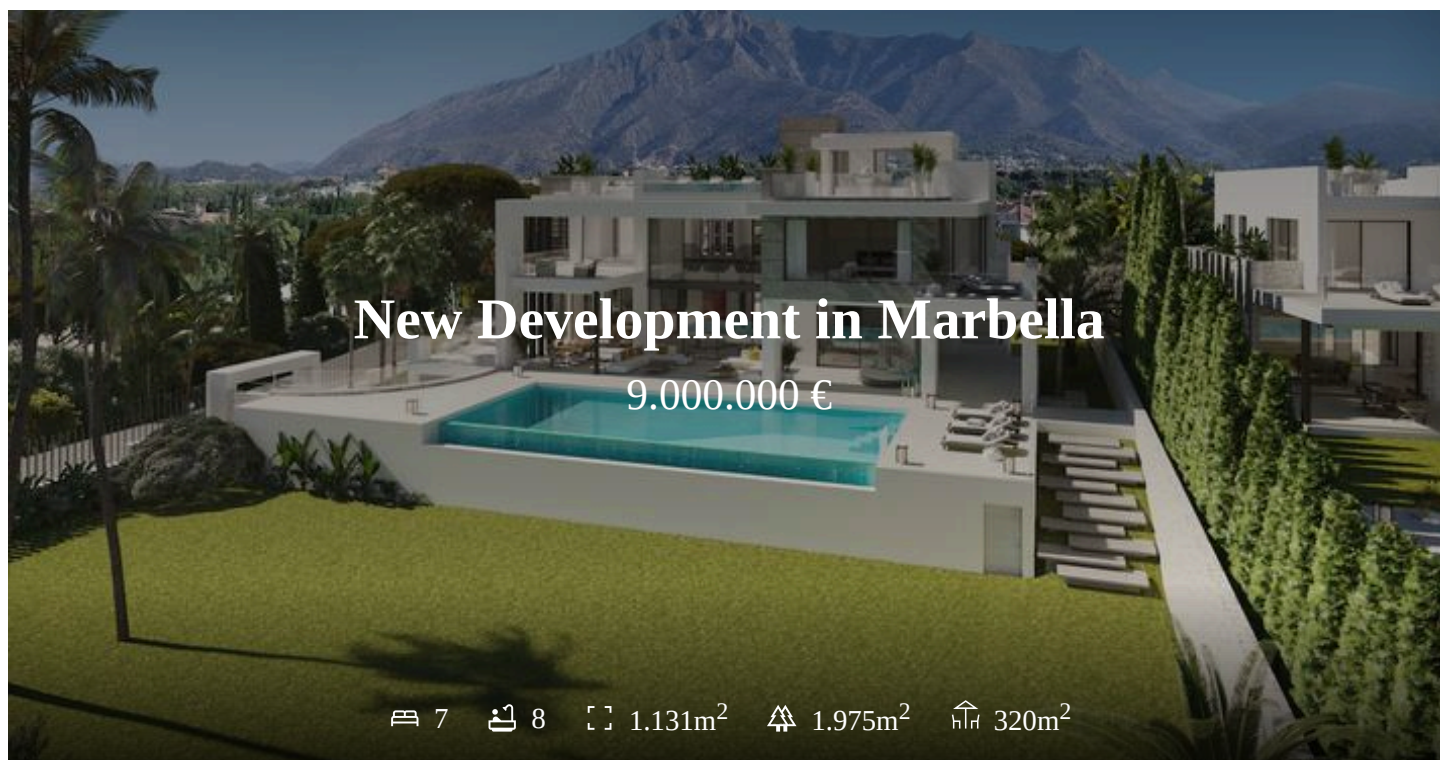 New Development in Marbella
9.000.000 €
7 8 1.131m² 1.975m² 320m²